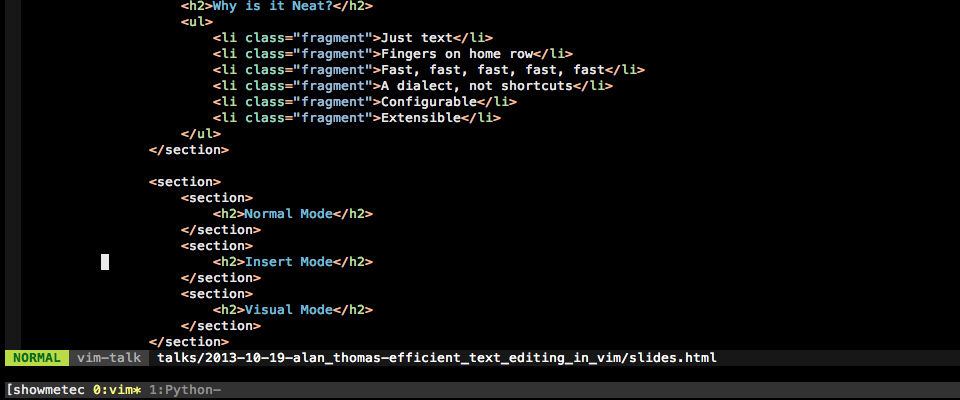 <h2>Why is it Neat?</h2>
<ul>
<li class="fragment">Just text</li>
<li class="fragment">Fingers on home row</li>
<li class="fragment">Fast, fast, fast, fast, fast</li>
<li class="fragment">A dialect, not shortcuts</li>
<li class="fragment">Configurable</li>
<li class="fragment">Extensible</li>
</ul>
</section>
<section>
<section>
<h2>Normal Mode</h2>
</section>
<section>
<h2>Insert Mode</h2>
</section>
<section>
<h2>Visual Mode</h2>
</section>
</section>
NORMAL vim-talk talks/2013-10-19-alan_thomas-efficient_text_editing_in_vim/slides.html
[showmetec 0:vim* 1:Python-